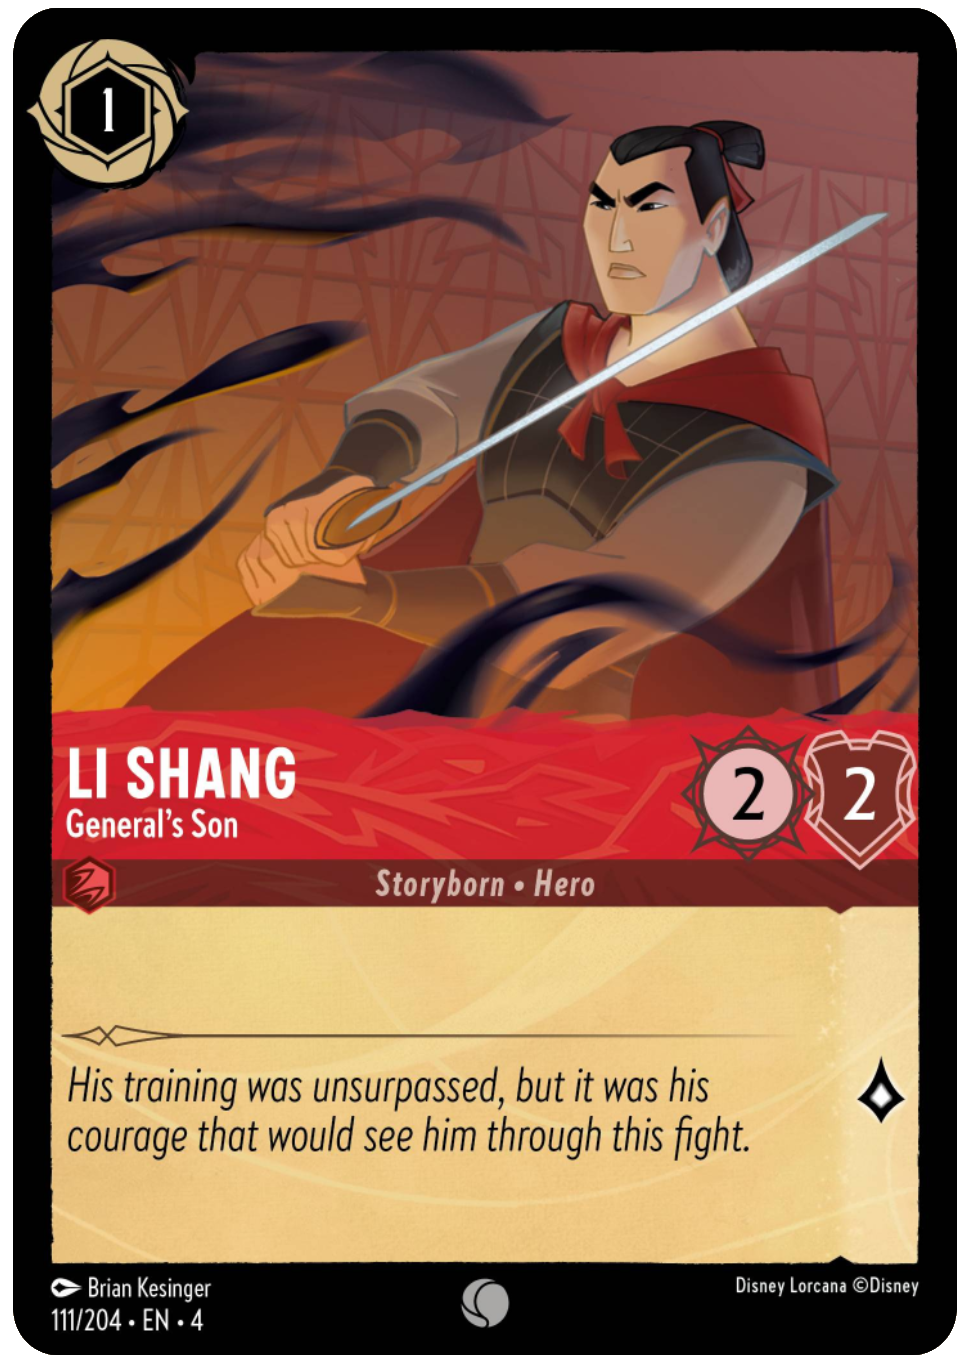 1
LI SHANG
General's Son
2 2
Storyborn • Hero
His training was unsurpassed, but it was his
courage that would see him through this fight.
Brian Kesinger
111/204 • EN • 4
Disney Lorcana ©Disney